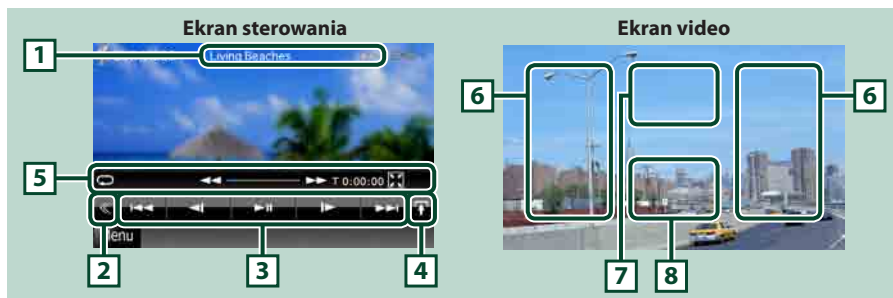 Ekran sterowania
Ekran video
1
Living Beaches
5
6
6
T 0:00:00
Menu
2
3
4
7
8